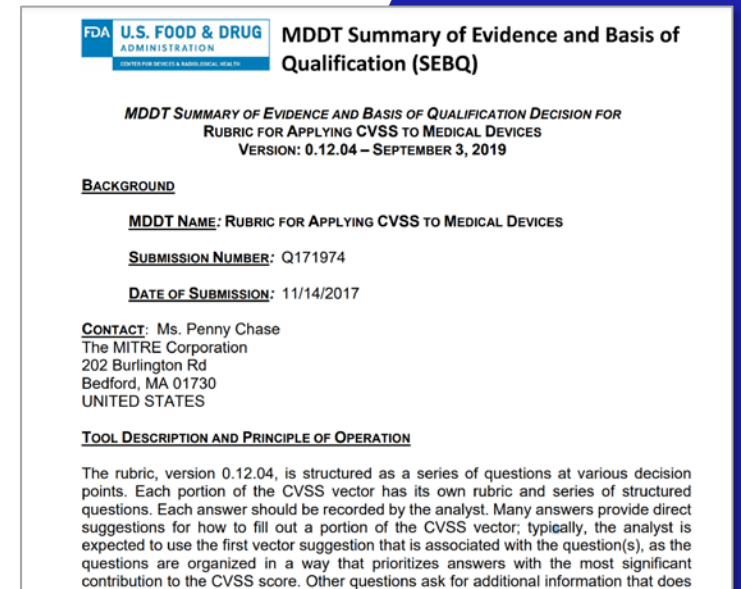 FDA U.S. FOOD & DRUG
ADMINISTRATION
CENTER FOR DEVICES & RADIOLOGICAL HEALTH
MDDT Summary of Evidence and Basis of
Qualification (SEBQ)
MDDT SUMMARY OF EVIDENCE AND BASIS OF QUALIFICATION DECISION FOR
RUBRIC FOR APPLYING CVSS TO MEDICAL DEVICES
VERSION: 0.12.04 – SEPTEMBER 3, 2019
BACKGROUND
MDDT NAME: RUBRIC FOR APPLYING CVSS TO MEDICAL DEVICES
SUBMISSION NUMBER: Q171974
DATE OF SUBMISSION: 11/14/2017
CONTACT: Ms. Penny Chase
The MITRE Corporation
202 Burlington Rd
Bedford, MA 01730
UNITED STATES
TOOL DESCRIPTION AND PRINCIPLE OF OPERATION
The rubric, version 0.12.04, is structured as a series of questions at various decision
points. Each portion of the CVSS vector has its own rubric and series of structured
questions. Each answer should be recorded by the analyst. Many answers provide direct
suggestions for how to fill out a portion of the CVSS vector; typically, the analyst is
expected to use the first vector suggestion that is associated with the question(s), as the
questions are organized in a way that prioritizes answers with the most significant
contribution to the CVSS score. Other questions ask for additional information that does